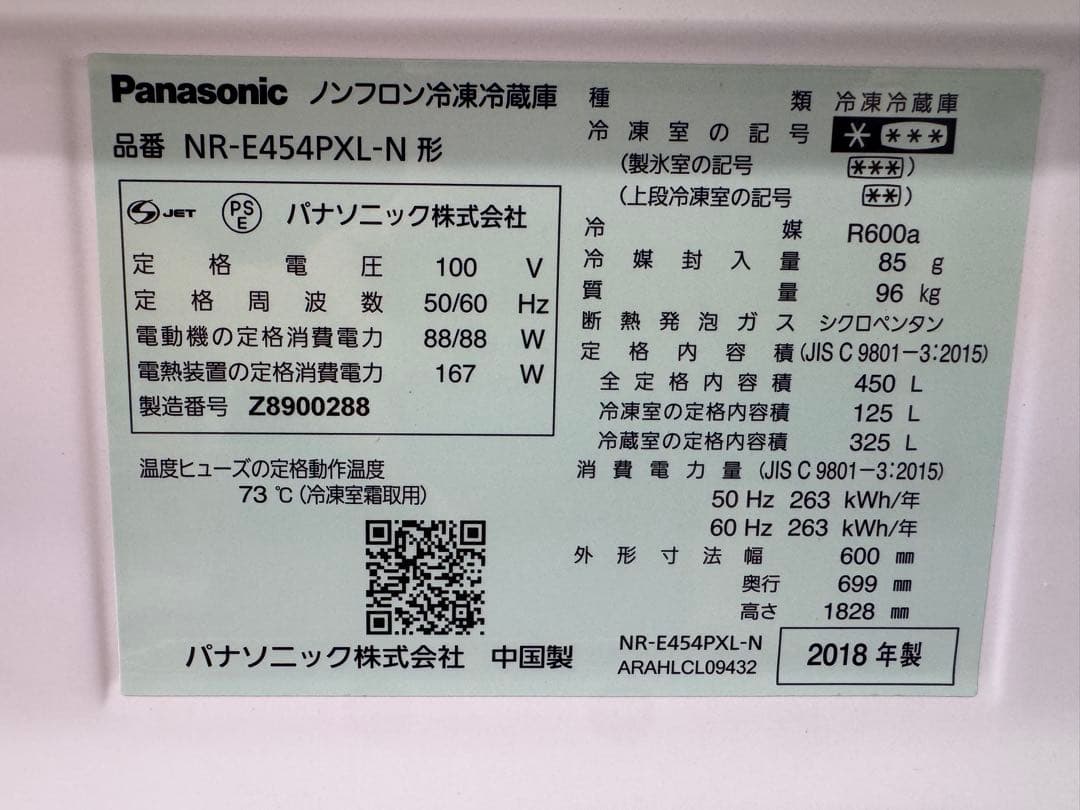 Panasonic ノンフロン冷凍冷蔵庫
品番 NR-E454PXL-N 形
JET PSE パナソニック株式会社
定格電圧 100 V
定格周波数 50/60 Hz
電動機の定格消費電力 88/88 W
電熱装置の定格消費電力 167 W
製造番号 Z8900288
温度ヒューズの定格動作温度
73 ℃(冷凍室霜取用)
種類 冷凍冷蔵庫
冷凍室の記号 * ***
(製氷室の記号 ***)
(上段冷凍室の記号 **)
冷媒 R600a
冷媒封入量 85 g
質量 96 kg
断熱発泡ガス シクロペンタン
定格内容積(JIS C 9801-3:2015)
全定格内容積 450 L
冷凍室の定格内容積 125 L
冷蔵室の定格内容積 325 L
消費電力量(JIS C 9801-3:2015)
50 Hz 263 kWh/年
60 Hz 263 kWh/年
外形寸法幅 600 mm
奥行 699 mm
高さ 1828 mm
パナソニック株式会社 中国製
NR-E454PXL-N
ARAHLCL09432
2018 年製